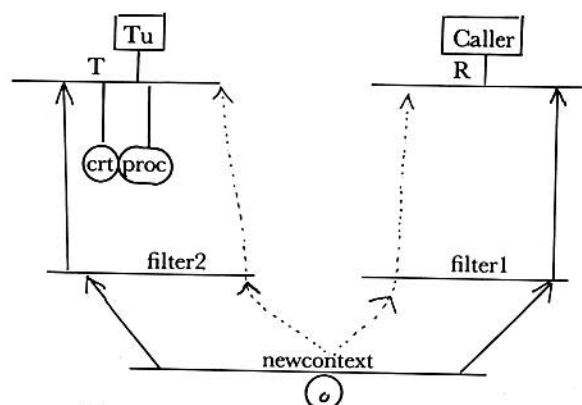 Tu
Caller
T
R
crt
proc
filter2
filter1
newcontext
o